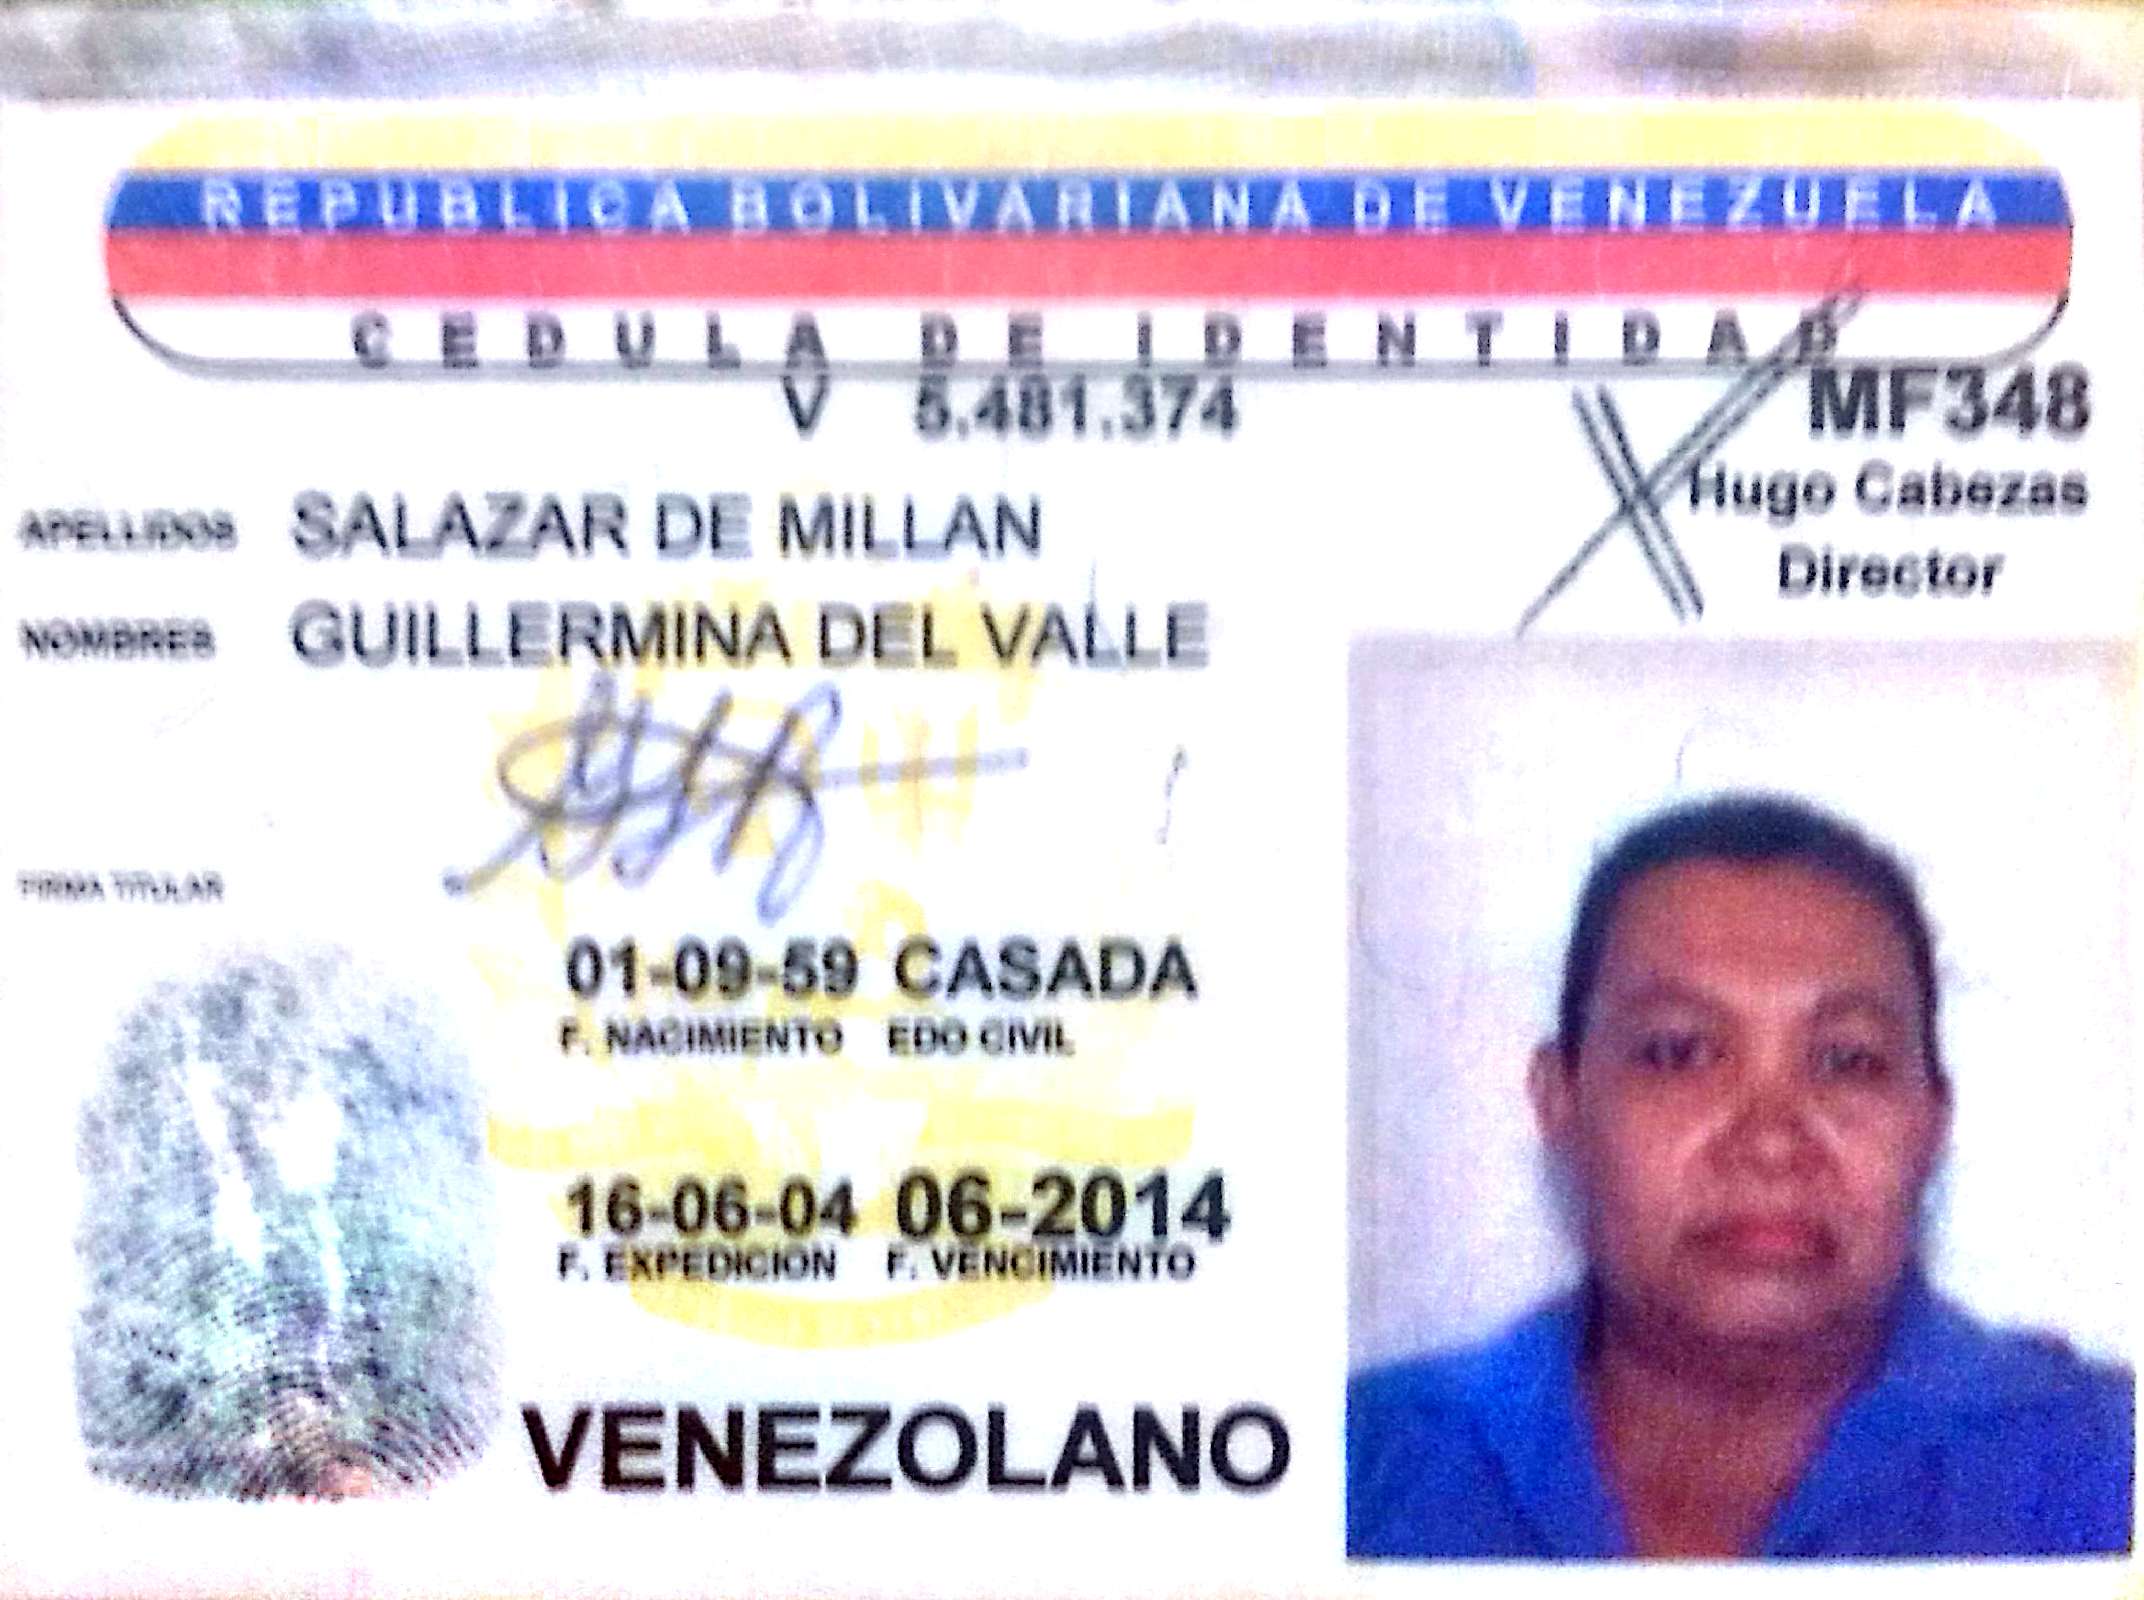 REPUBLICA BOLIVARIANA DE VENEZUELA
CEDULA DE IDENTIDAD
V 5.481.374
MF348
Hugo Cabezas
Director
APELLIDOS SALAZAR DE MILLAN
NOMBRES GUILLERMINA DEL VALLE
FIRMA TITULAR
01-09-59 CASADA
F. NACIMIENTO EDO CIVIL
16-06-04 06-2014
F. EXPEDICION F. VENCIMIENTO
VENEZOLANO